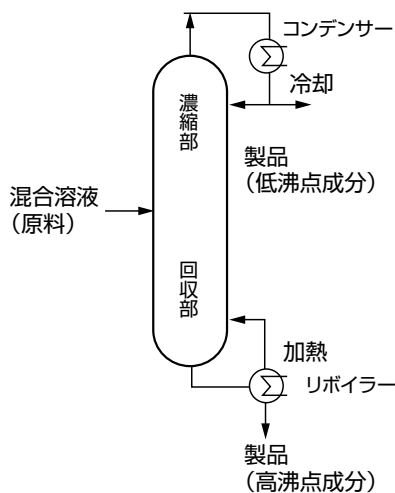 コンデンサー
冷却
濃縮部
製品
（低沸点成分）
混合溶液
（原料）
回収部
加熱
リボイラー
製品
（高沸点成分）